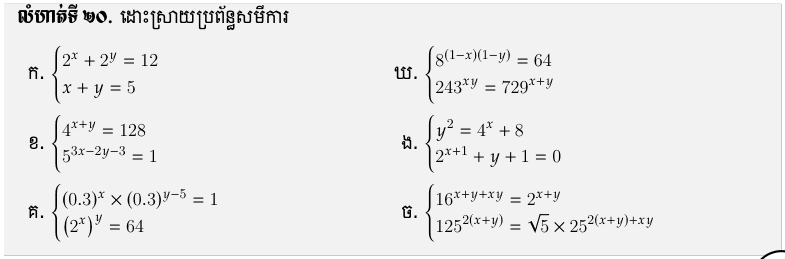 លំហាត់ទី ២០. ដោះស្រាយប្រព័ន្ធសមីការ
ក. {2^x + 2^y = 12
x + y = 5
ខ. {4^{x+y} = 128
5^{3x−2y−3} = 1
គ. {(0.3)^x × (0.3)^{y−5} = 1
(2^x)^y = 64
ឃ. {8^{(1−x)(1−y)} = 64
243^{xy} = 729^{x+y}
ង. {y^2 = 4^x + 8
2^{x+1} + y + 1 = 0
ច. {16^{x+y+xy} = 2^{x+y}
125^{2(x+y)} = √5 × 25^{2(x+y)+xy}